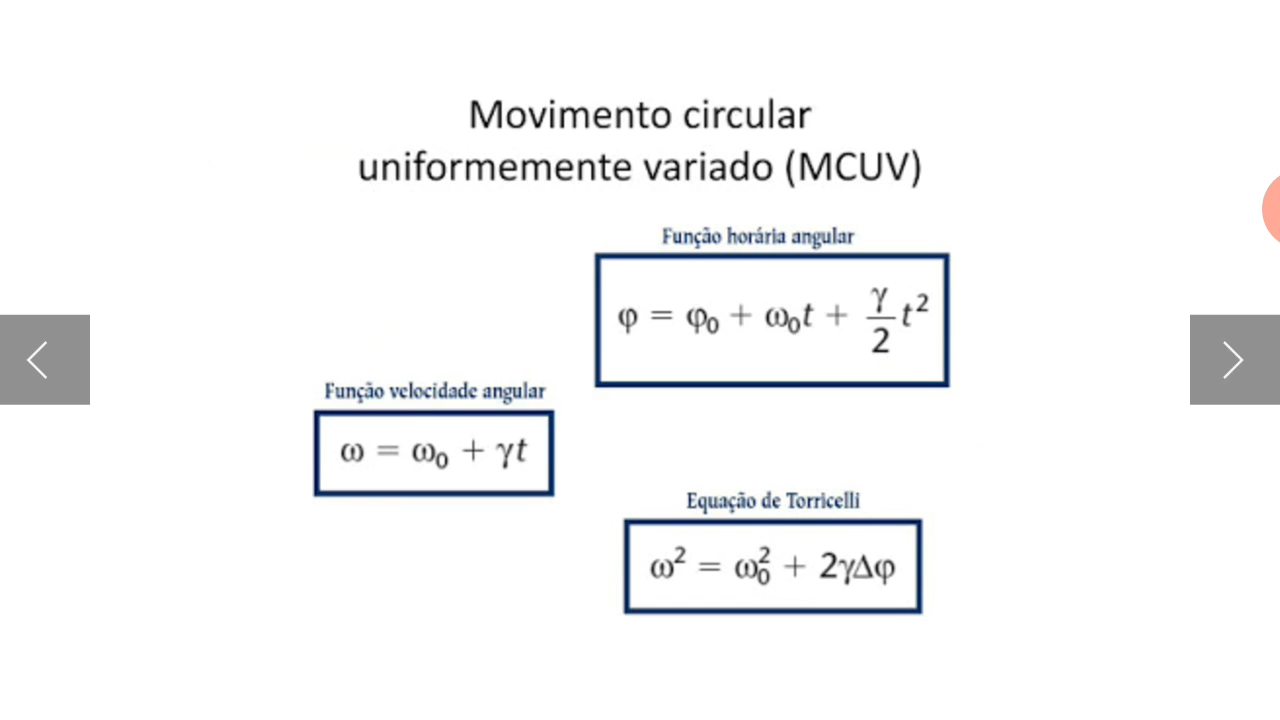 Movimento circular
uniformemente variado (MCUV)
Função horária angular
φ = φ₀ + ω₀t + γ/2 t²
Função velocidade angular
ω = ω₀ + γt
Equação de Torricelli
ω² = ω₀² + 2γΔφ